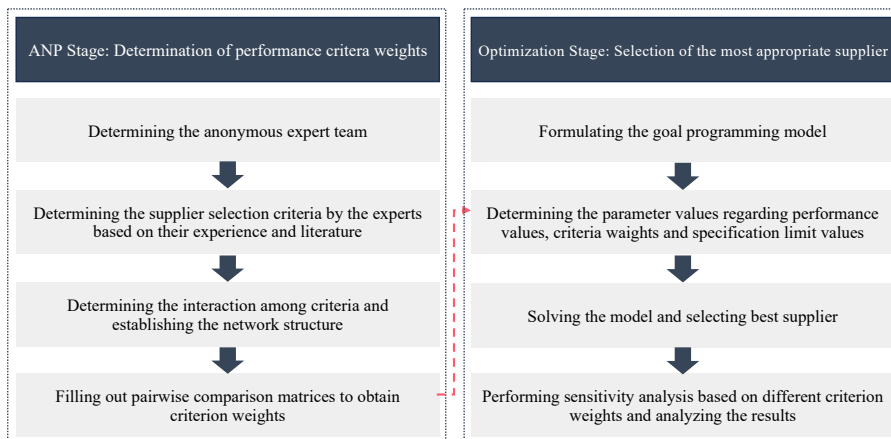 ANP Stage: Determination of performance critera weights
Determining the anonymous expert team
Determining the supplier selection criteria by the experts
based on their experience and literature
Determining the interaction among criteria and
establishing the network structure
Filling out pairwise comparison matrices to obtain
criterion weights
Optimization Stage: Selection of the most appropriate supplier
Formulating the goal programming model
Determining the parameter values regarding performance
values, criteria weights and specification limit values
Solving the model and selecting best supplier
Performing sensitivity analysis based on different criterion
weights and analyzing the results